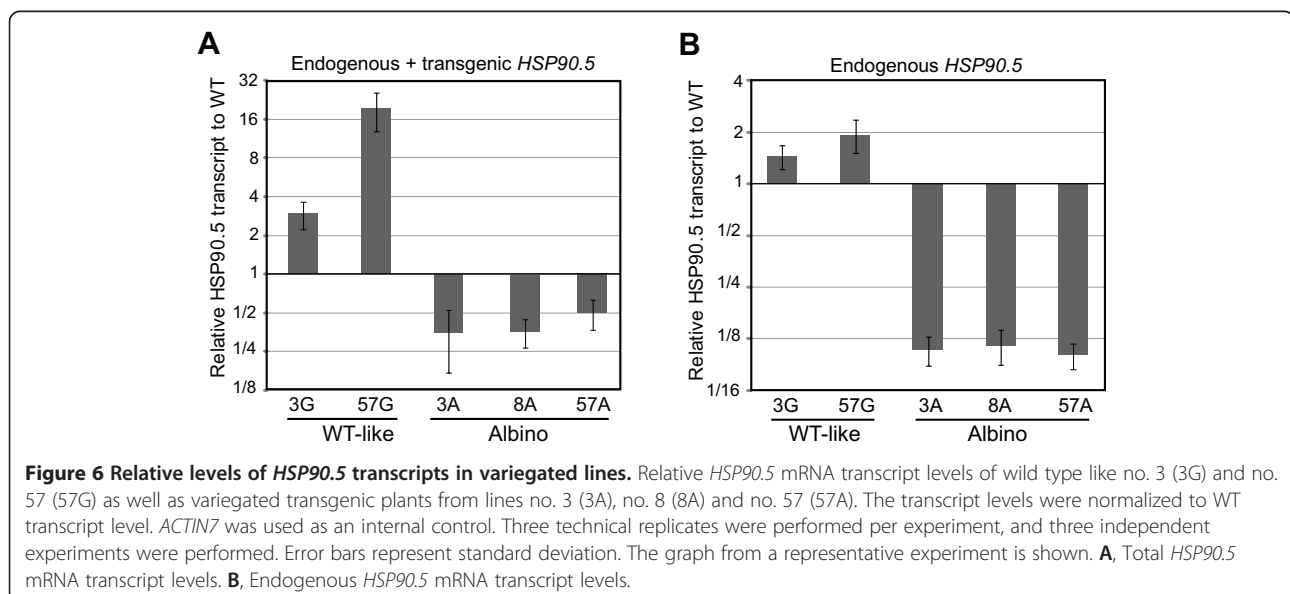 A
Endogenous + transgenic HSP90.5
Relative HSP90.5 transcript to WT
32
16
8
4
2
1
1/2
1/4
1/8
3G 57G 3A 8A 57A
WT-like Albino
B
Endogenous HSP90.5
Relative HSP90.5 transcript to WT
4
2
1
1/2
1/4
1/8
1/16
3G 57G 3A 8A 57A
WT-like Albino
Figure 6 Relative levels of HSP90.5 transcripts in variegated lines. Relative HSP90.5 mRNA transcript levels of wild type like no. 3 (3G) and no.
57 (57G) as well as variegated transgenic plants from lines no. 3 (3A), no. 8 (8A) and no. 57 (57A). The transcript levels were normalized to WT
transcript level. ACTIN7 was used as an internal control. Three technical replicates were performed per experiment, and three independent
experiments were performed. Error bars represent standard deviation. The graph from a representative experiment is shown. A, Total HSP90.5
mRNA transcript levels. B, Endogenous HSP90.5 mRNA transcript levels.